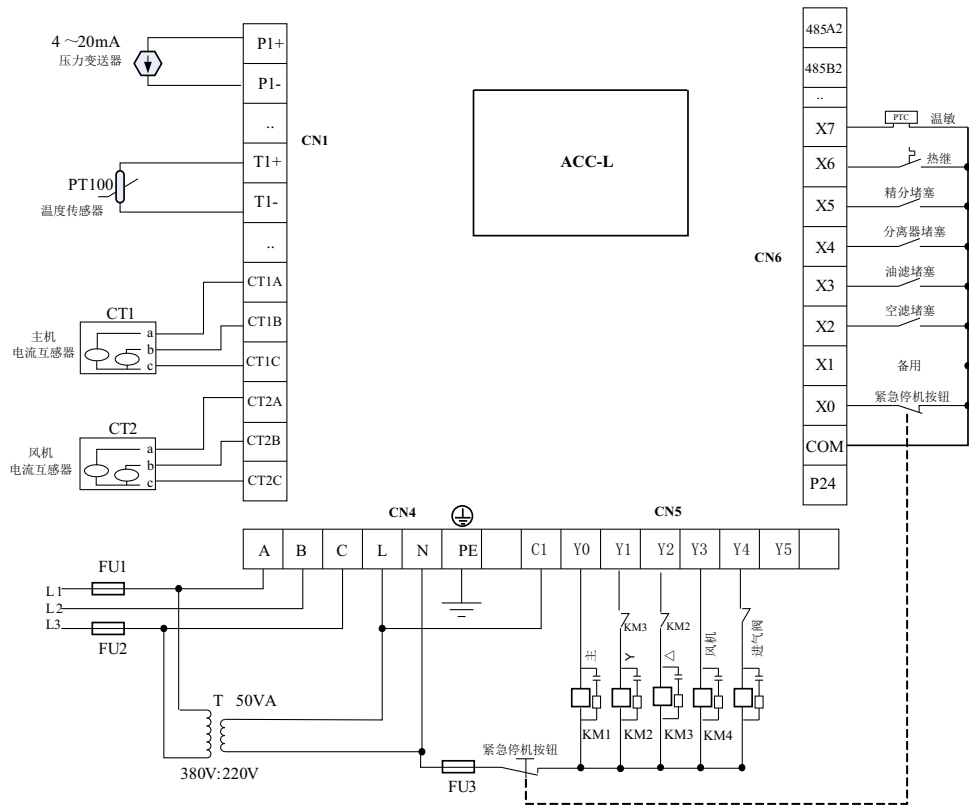 4～20mA
压力变送器
P1+
P1-
..
T1+
T1-
..
CT1A
CT1B
CT1C
CT2A
CT2B
CT2C
CN1
PT100
温度传感器
CT1
a
b
c
主机
电流互感器
CT2
a
b
c
风机
电流互感器
ACC-L
CN6
485A2
485B2
..
X7
X6
X5
X4
X3
X2
X1
X0
COM
P24
PTC
温敏
热继
精分堵塞
分离器堵塞
油滤堵塞
空滤堵塞
备用
紧急停机按钮
CN4
CN5
A B C L N PE C1 Y0 Y1 Y2 Y3 Y4 Y5
FU1
L1
L2
L3
FU2
T 50VA
380V:220V
KM3
KM2
主
Y
△
风机
进气阀
KM1 KM2 KM3 KM4
紧急停机按钮
FU3